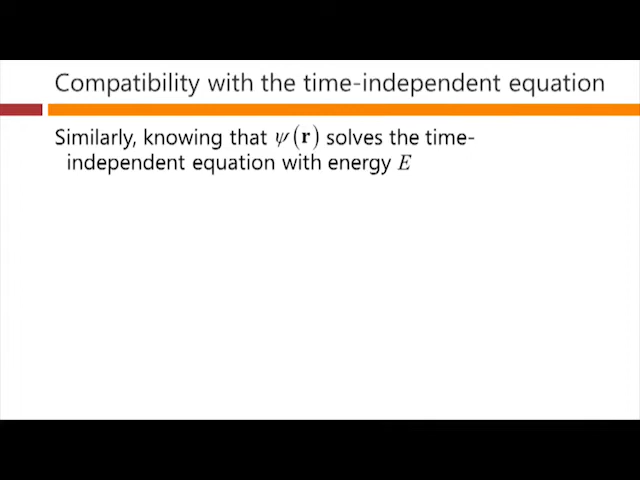 Compatibility with the time-independent equation
Similarly, knowing that ψ(r) solves the time-
independent equation with energy E